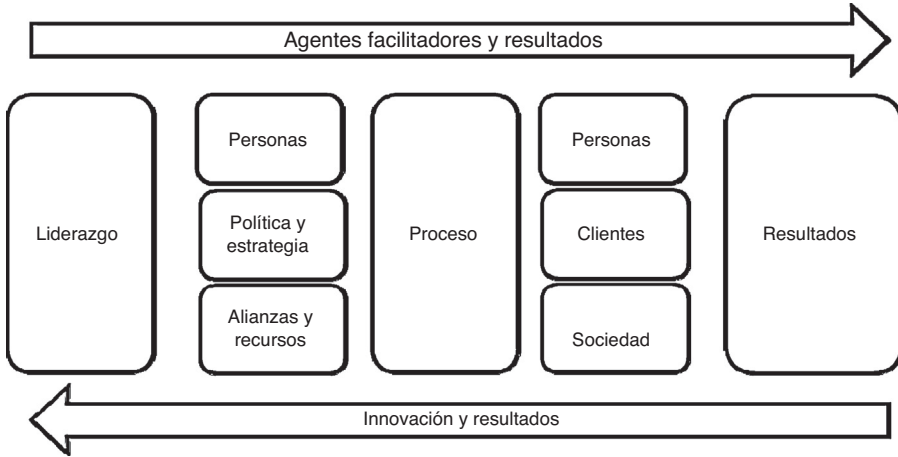 Agentes facilitadores y resultados
Liderazgo
Personas
Política y
estrategia
Alianzas y
recursos
Proceso
Personas
Clientes
Sociedad
Resultados
Innovación y resultados